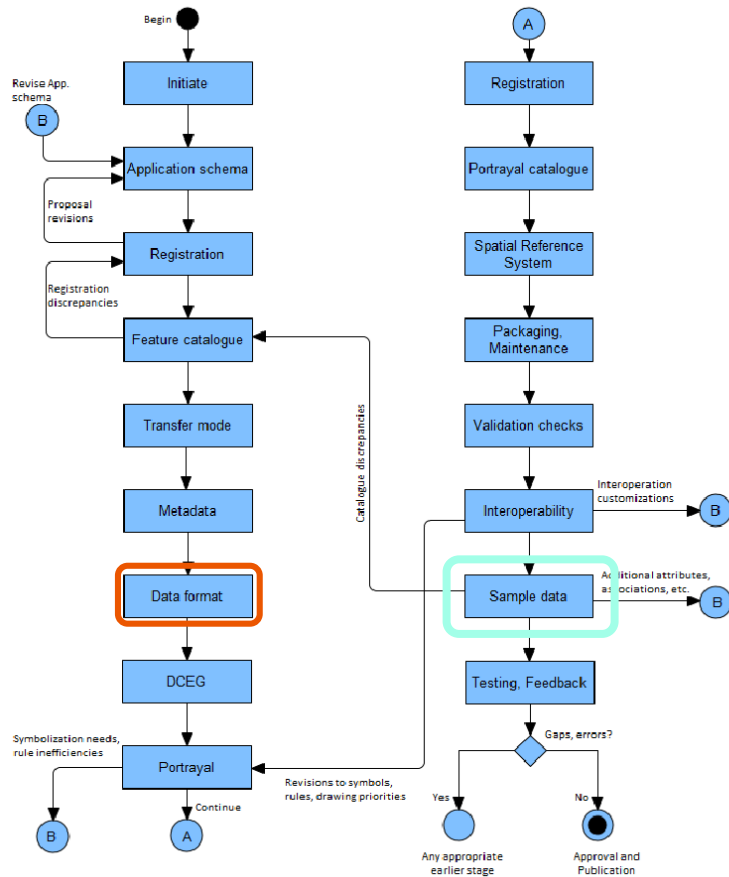 Begin
Initiate
Revise App.
schema
B
Application schema
Proposal
revisions
Registration
Registration
discrepancies
Feature catalogue
Transfer mode
Metadata
Data format
DCEG
Symbolization needs,
rule inefficiencies
Portrayal
Continue
B
A
Catalogue discrepancies
Revisions to symbols,
rules, drawing priorities
A
Registration
Portrayal catalogue
Spatial Reference
System
Packaging,
Maintenance
Validation checks
Interoperability
Interoperation
customizations
B
Sample data
Additional attributes,
associations, etc.
B
Testing, Feedback
Gaps, errors?
Yes
No
Any appropriate
earlier stage
Approval and
Publication